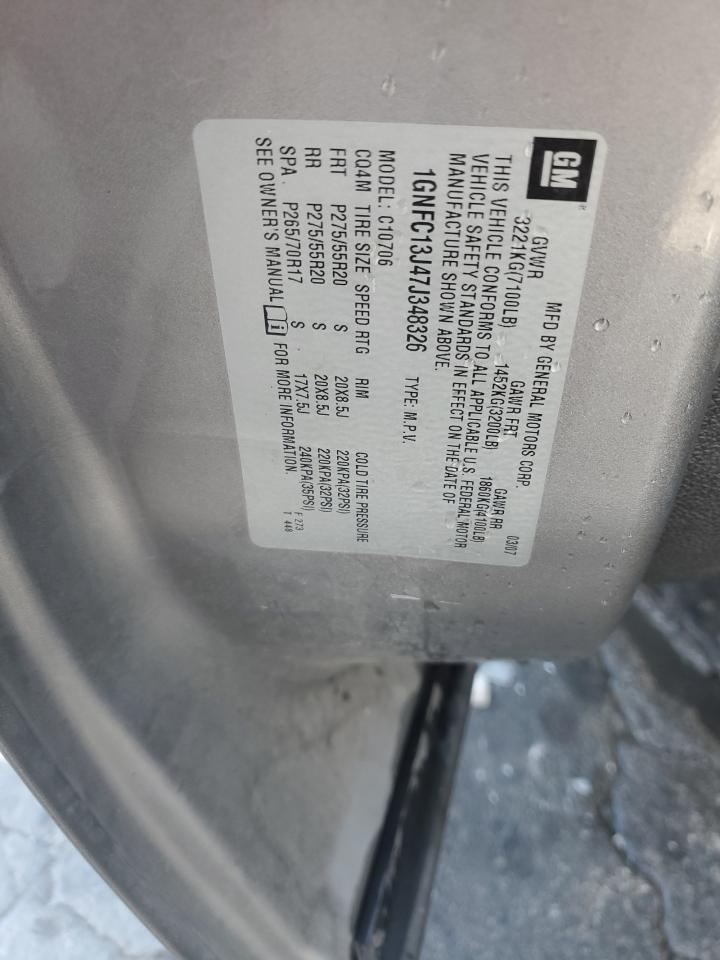 GM
MFD BY GENERAL MOTORS CORP. 03/07
GVWR GAWR FRT GAWR RR
3221KG(7100LB) 1452KG(3200LB) 1860KG(4100LB)
THIS VEHICLE CONFORMS TO ALL APPLICABLE U.S. FEDERAL MOTOR
VEHICLE SAFETY STANDARDS IN EFFECT ON THE DATE OF
MANUFACTURE SHOWN ABOVE.
1GNFC13J47J348326 TYPE: M.P.V.
MODEL: C10706
CQ4M TIRE SIZE SPEED RTG RIM COLD TIRE PRESSURE
FRT P275/55R20 S 20X8.5J 220KPA(32PSI)
RR P275/55R20 S 20X8.5J 220KPA(32PSI)
SPA. P265/70R17 S 17X7.5J 240KPA(35PSI)
SEE OWNER'S MANUAL i FOR MORE INFORMATION.
F 273
T 448